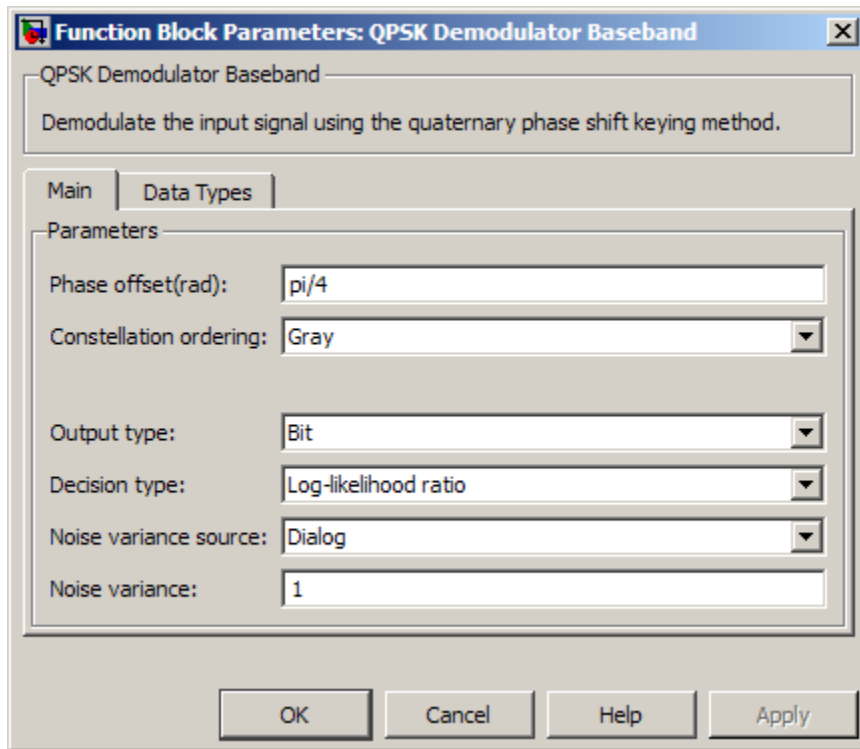 Function Block Parameters: QPSK Demodulator Baseband
QPSK Demodulator Baseband
Demodulate the input signal using the quaternary phase shift keying method.
Main Data Types
Parameters
Phase offset(rad): pi/4
Constellation ordering: Gray
Output type: Bit
Decision type: Log-likelihood ratio
Noise variance source: Dialog
Noise variance: 1
OK Cancel Help Apply